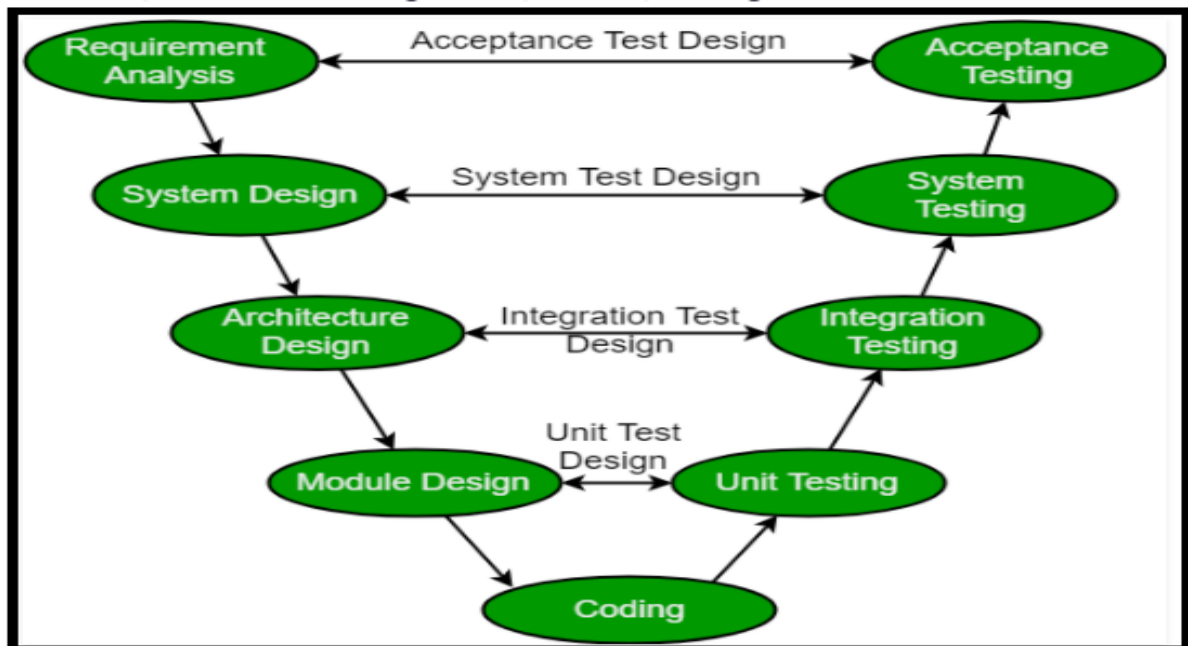 Requirement
Analysis
Acceptance Test Design
Acceptance
Testing
System Design
System Test Design
System
Testing
Architecture
Design
Integration Test
Design
Integration
Testing
Module Design
Unit Test
Design
Unit Testing
Coding